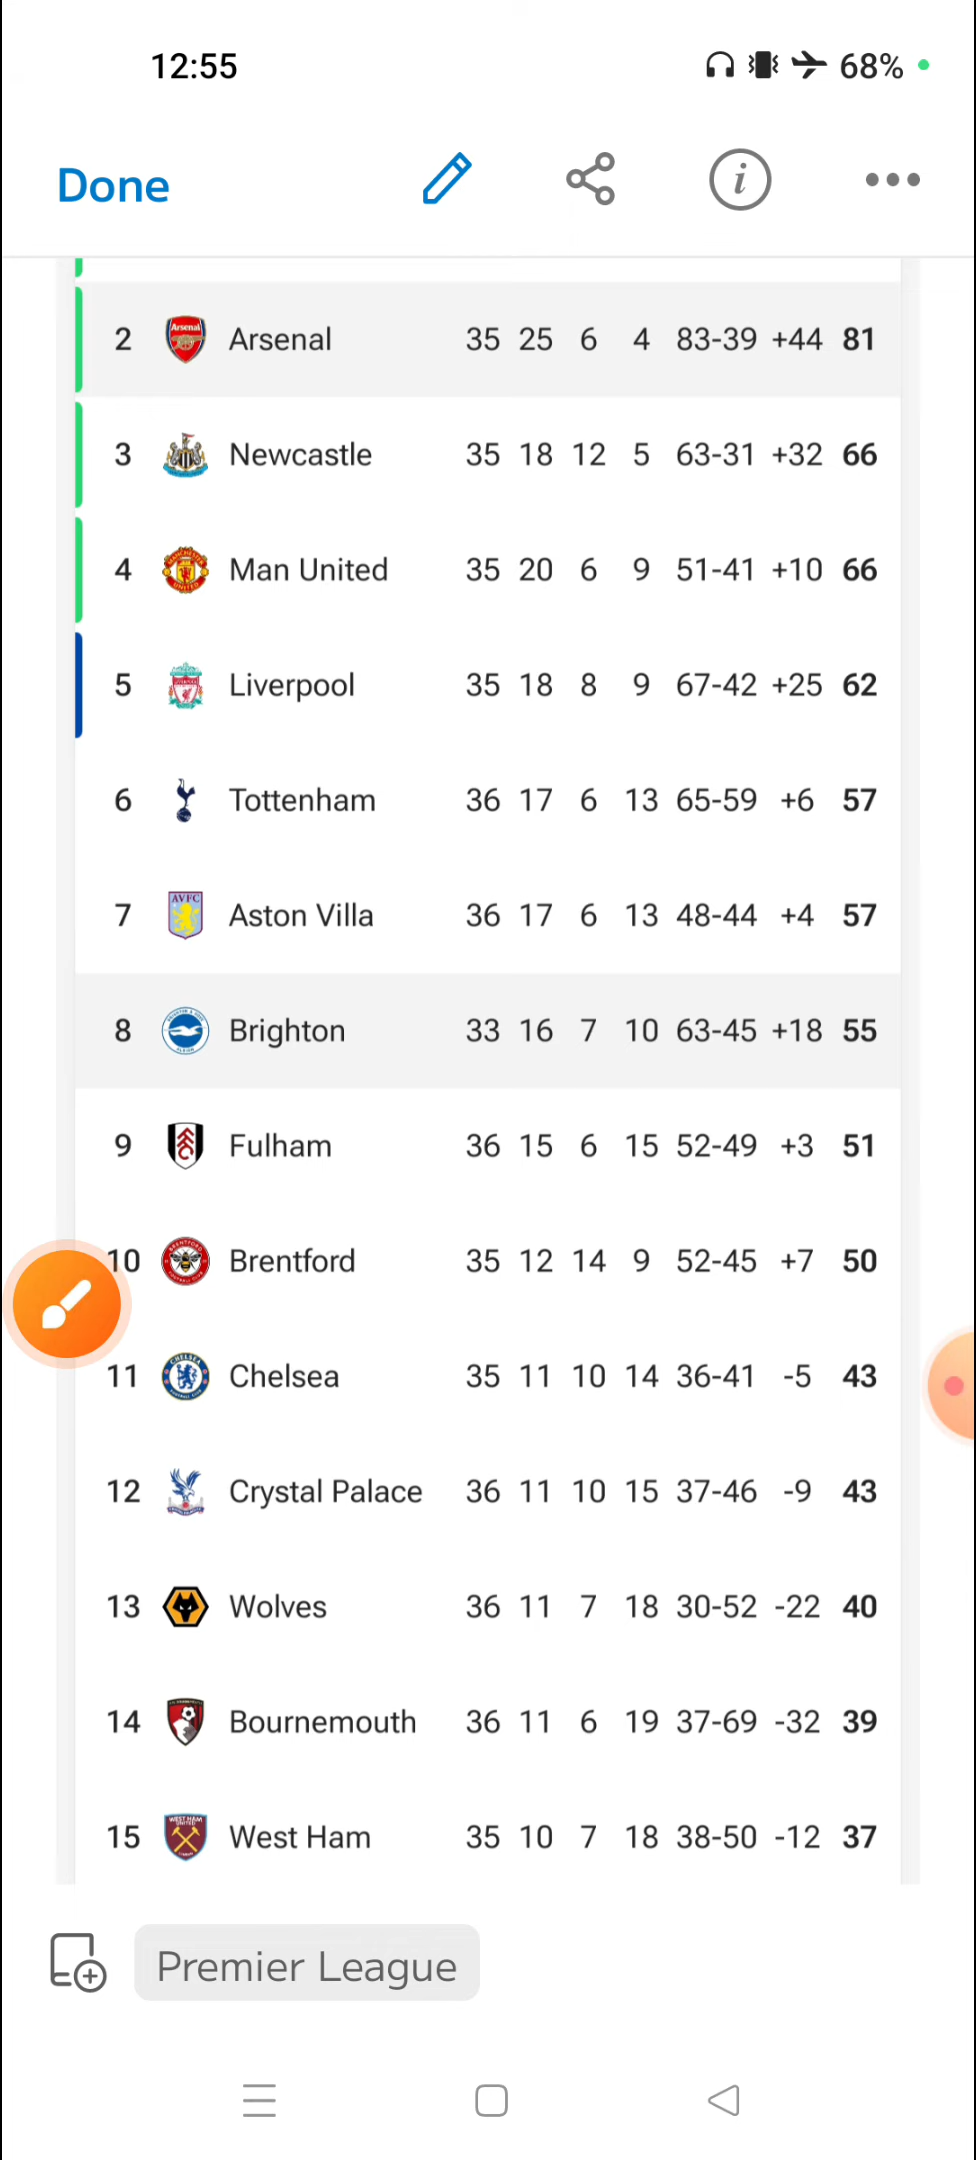 12:55 68%
Done
2 Arsenal 35 25 6 4 83-39 +44 81
3 Newcastle 35 18 12 5 63-31 +32 66
4 Man United 35 20 6 9 51-41 +10 66
5 Liverpool 35 18 8 9 67-42 +25 62
6 Tottenham 36 17 6 13 65-59 +6 57
7 Aston Villa 36 17 6 13 48-44 +4 57
8 Brighton 33 16 7 10 63-45 +18 55
9 Fulham 36 15 6 15 52-49 +3 51
10 Brentford 35 12 14 9 52-45 +7 50
11 Chelsea 35 11 10 14 36-41 -5 43
12 Crystal Palace 36 11 10 15 37-46 -9 43
13 Wolves 36 11 7 18 30-52 -22 40
14 Bournemouth 36 11 6 19 37-69 -32 39
15 West Ham 35 10 7 18 38-50 -12 37
Premier League